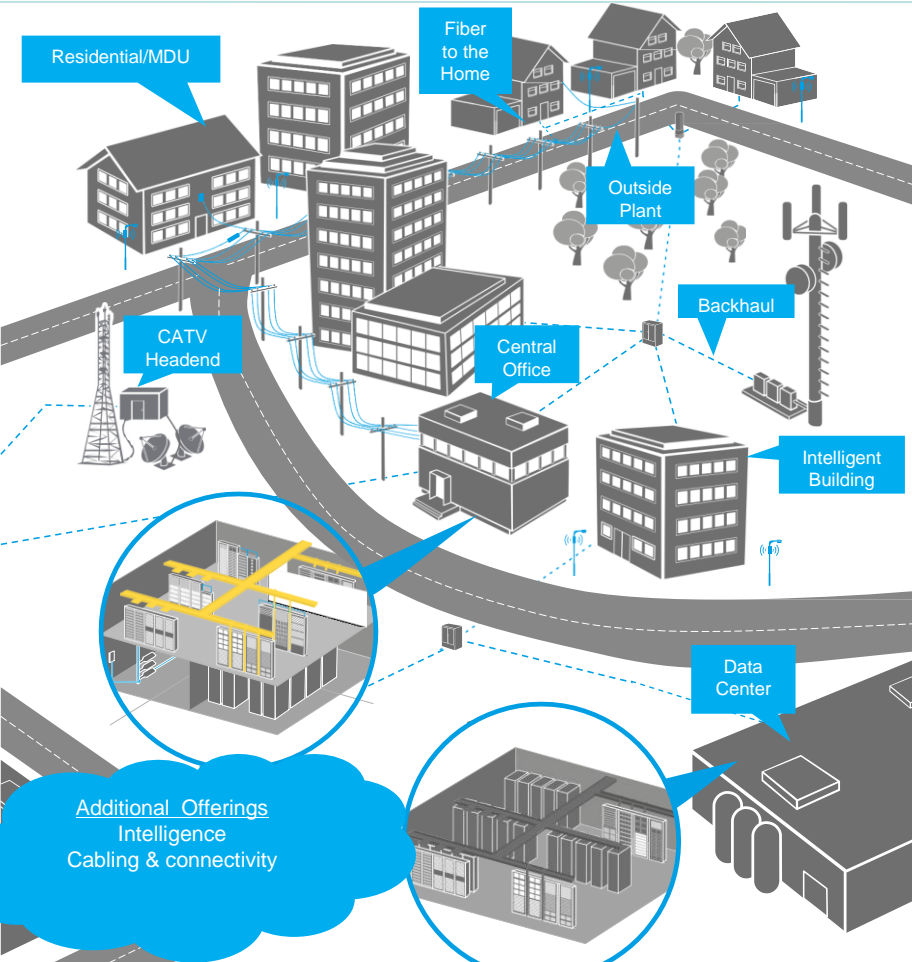 Residential/MDU
Fiber
to the
Home
Outside
Plant
Backhaul
CATV
Headend
Central
Office
Intelligent
Building
Data
Center
Additional  Offerings
Intelligence
Cabling & connectivity